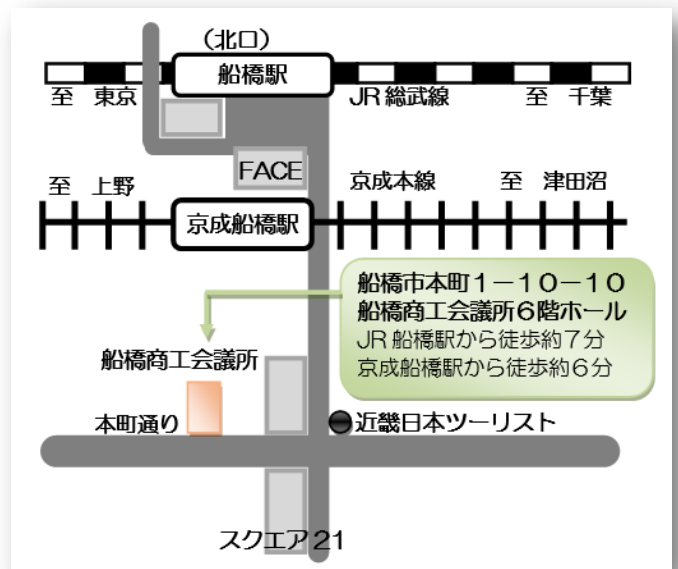 （北口）
船橋駅
至 東京
JR 総武線 至 千葉
FACE
至 上野
京成本線 至 津田沼
京成船橋駅
船橋市本町１－１０－１０
船橋商工会議所６階ホール
JR 船橋駅から徒歩約７分
京成船橋駅から徒歩約６分
船橋商工会議所
本町通り
近畿日本ツーリスト
スクエア21